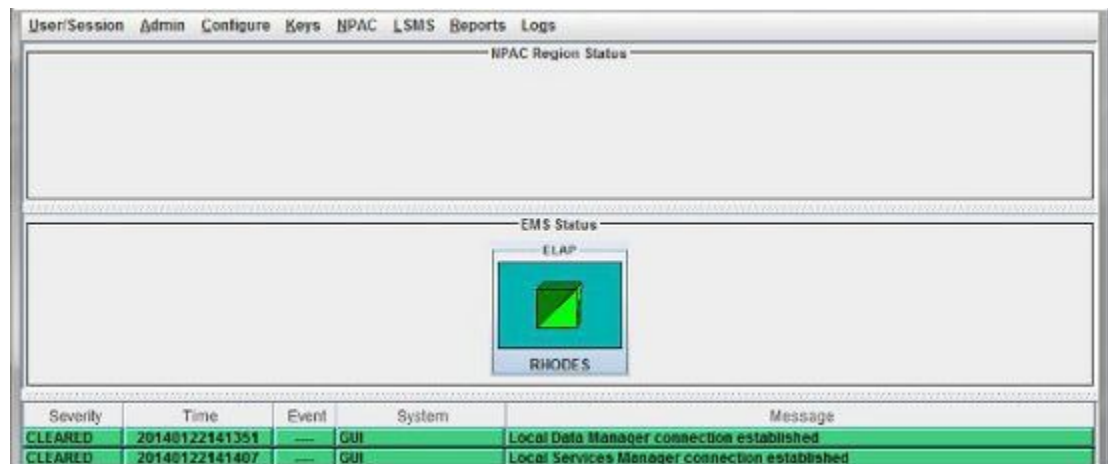 User/Session Admin Configure Keys NPAC LSMS Reports Logs
NPAC Region Status
EMS Status
ELAP
RHODES
Severity Time Event System Message
CLEARED 20140122141351 ---- GUI Local Data Manager connection established
CLEARED 20140122141407 ---- GUI Local Services Manager connection established